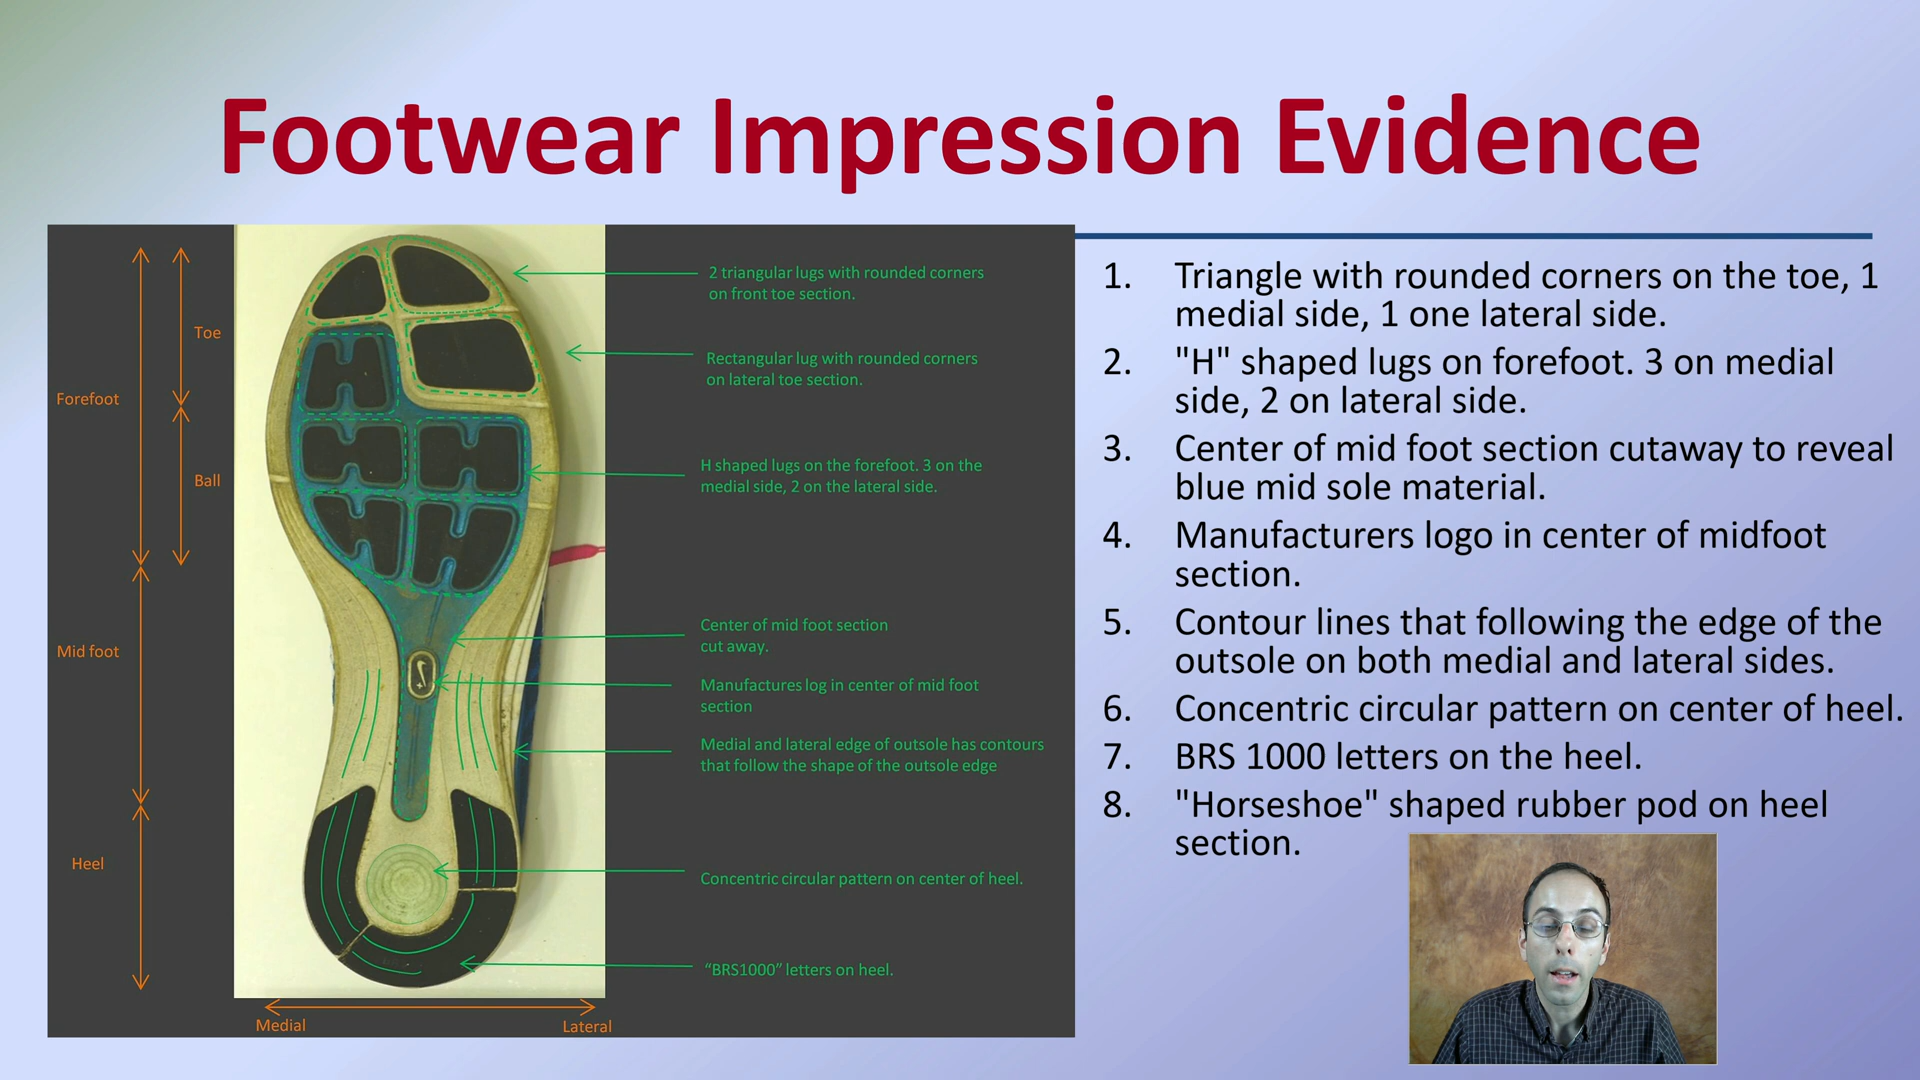 Footwear Impression Evidence
Toe
Forefoot
Ball
Mid foot
Heel
Medial
Lateral
2 triangular lugs with rounded corners
on front toe section.
Rectangular lug with rounded corners
on lateral toe section.
H shaped lugs on the forefoot. 3 on the
medial side, 2 on the lateral side.
Center of mid foot section
cut away.
Manufactures log in center of mid foot
section
Medial and lateral edge of outsole has contours
that follow the shape of the outsole edge
Concentric circular pattern on center of heel.
“BRS1000” letters on heel.
1. Triangle with rounded corners on the toe, 1
medial side, 1 one lateral side.
2. "H" shaped lugs on forefoot. 3 on medial
side, 2 on lateral side.
3. Center of mid foot section cutaway to reveal
blue mid sole material.
4. Manufacturers logo in center of midfoot
section.
5. Contour lines that following the edge of the
outsole on both medial and lateral sides.
6. Concentric circular pattern on center of heel.
7. BRS 1000 letters on the heel.
8. "Horseshoe" shaped rubber pod on heel
section.